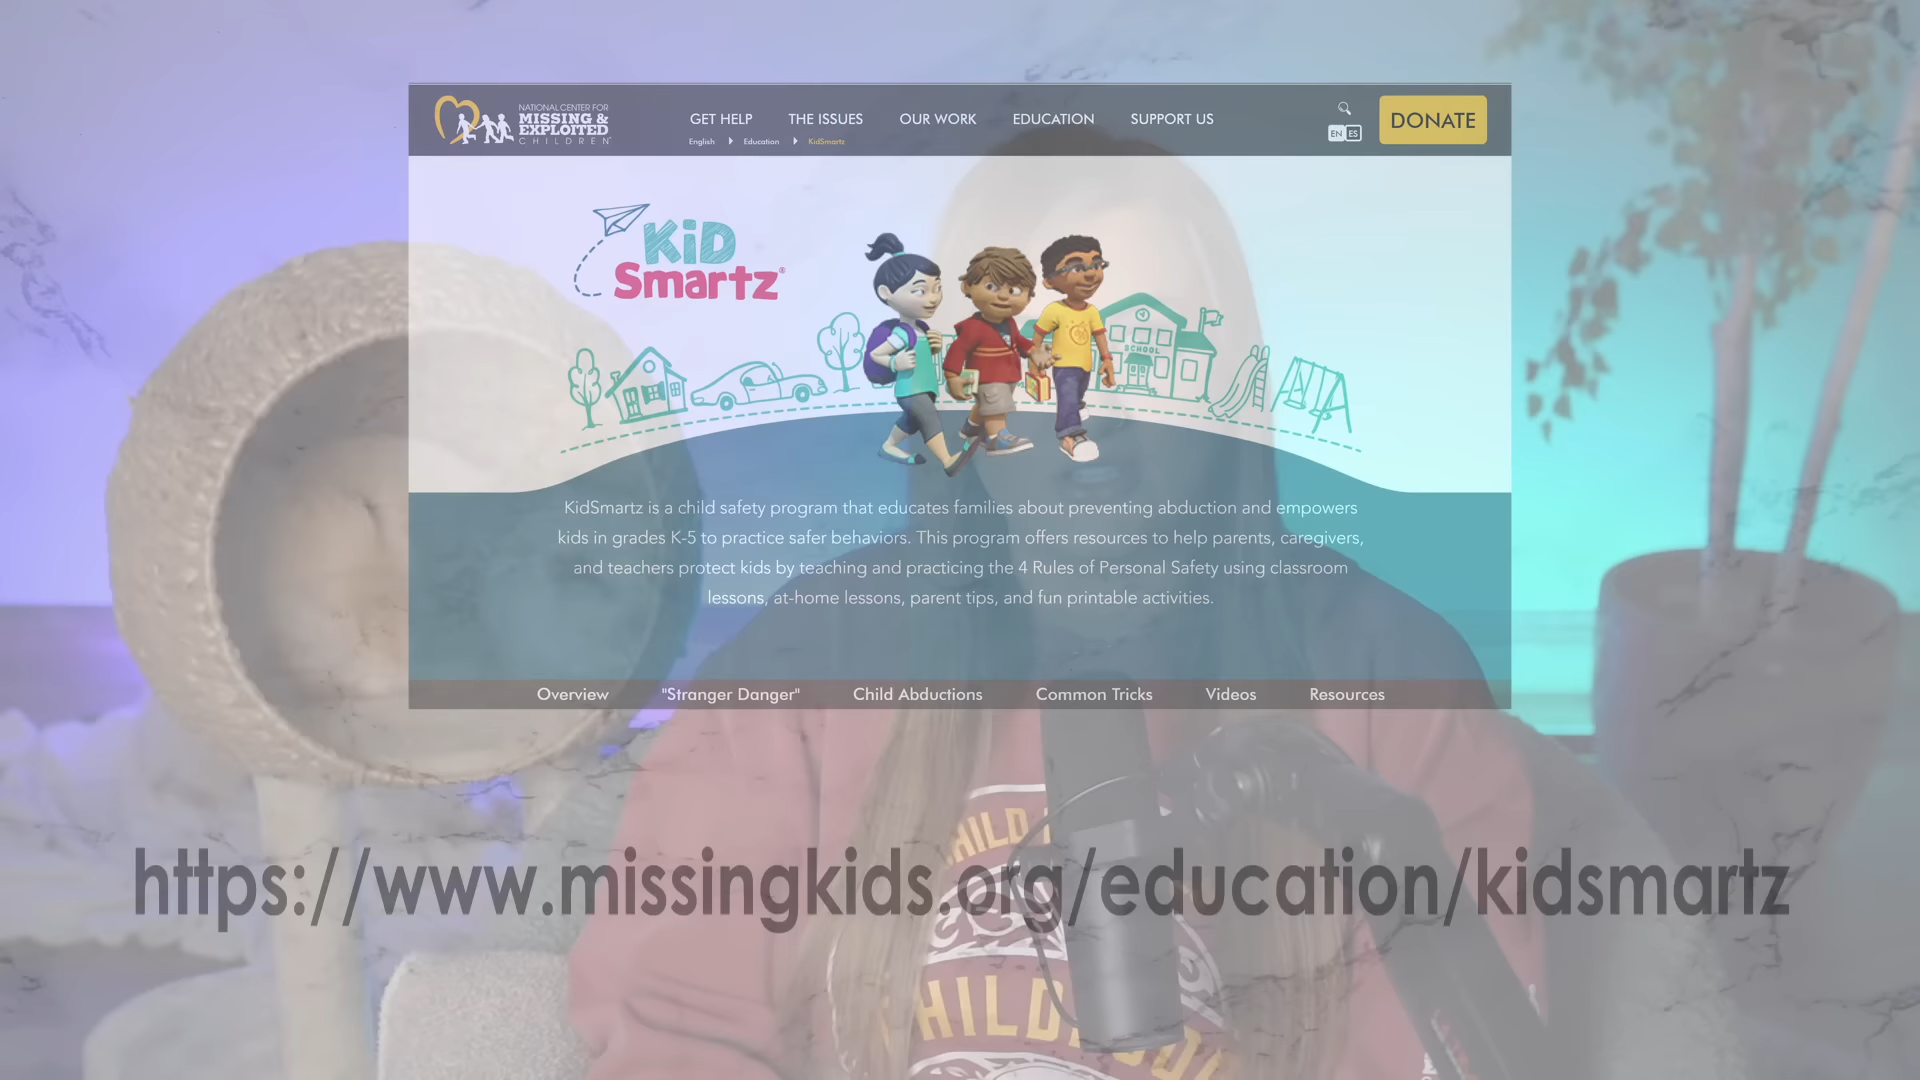 NATIONAL CENTER FOR
MISSING &
EXPLOITED
CHILDREN
GET HELP THE ISSUES OUR WORK EDUCATION SUPPORT US
English Education KidSmartz
EN ES
DONATE
KiD
Smartz®
SCHOOL
KidSmartz is a child safety program that educates families about preventing abduction and empowers
kids in grades K-5 to practice safer behaviors. This program offers resources to help parents, caregivers,
and teachers protect kids by teaching and practicing the 4 Rules of Personal Safety using classroom
lessons, at-home lessons, parent tips, and fun printable activities.
Overview "Stranger Danger" Child Abductions Common Tricks Videos Resources
https://www.missingkids.org/education/kidsmartz